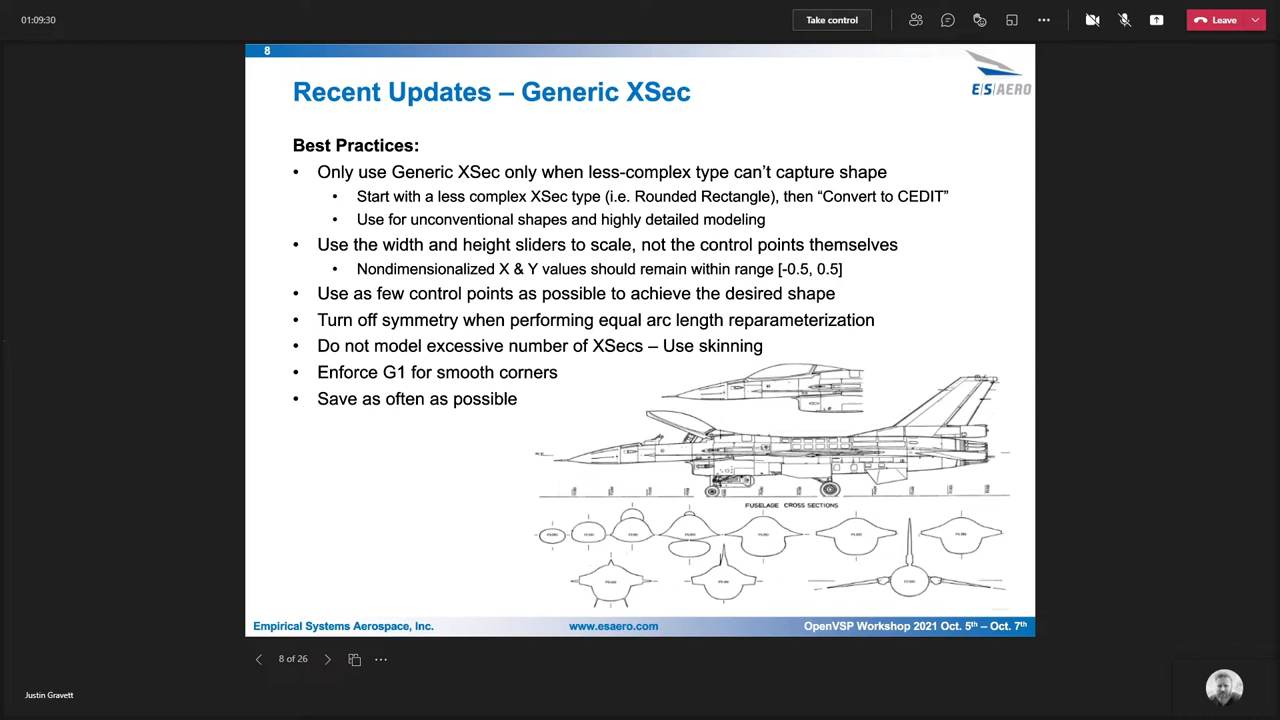 01:09:30
Take control
Leave
8
Recent Updates – Generic XSec
E|S|AERO
Best Practices:
• Only use Generic XSec only when less-complex type can’t capture shape
• Start with a less complex XSec type (i.e. Rounded Rectangle), then “Convert to CEDIT”
• Use for unconventional shapes and highly detailed modeling
• Use the width and height sliders to scale, not the control points themselves
• Nondimensionalized X & Y values should remain within range [-0.5, 0.5]
• Use as few control points as possible to achieve the desired shape
• Turn off symmetry when performing equal arc length reparameterization
• Do not model excessive number of XSecs – Use skinning
• Enforce G1 for smooth corners
• Save as often as possible
FUSELAGE CROSS SECTIONS
Empirical Systems Aerospace, Inc.
www.esaero.com
OpenVSP Workshop 2021 Oct. 5th – Oct. 7th
8 of 26
Justin Gravett